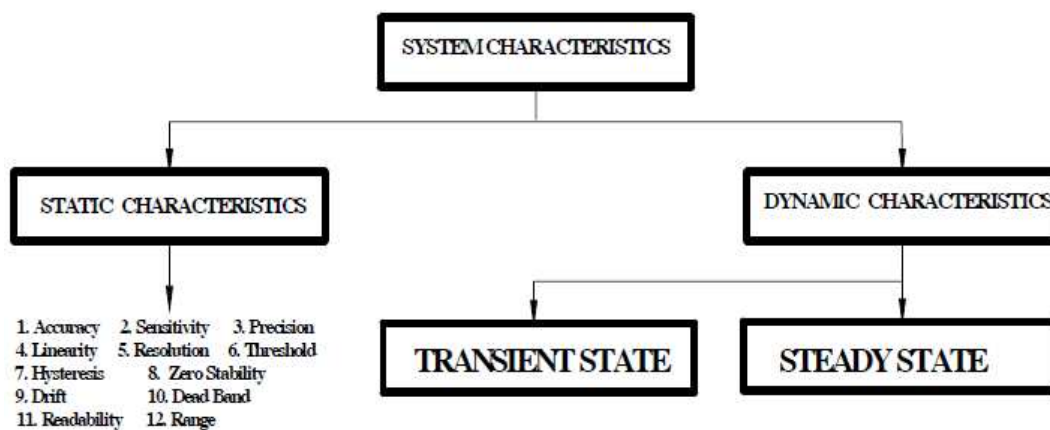 SYSTEM CHARACTERISTICS
STATIC CHARACTERISTICS
DYNAMIC CHARACTERISTICS
1. Accuracy 2. Sensitivity 3. Precision
4. Linearity 5. Resolution 6. Threshold
7. Hysteresis 8. Zero Stability
9. Drift 10. Dead Band
11. Readability 12. Range
TRANSIENT STATE
STEADY STATE